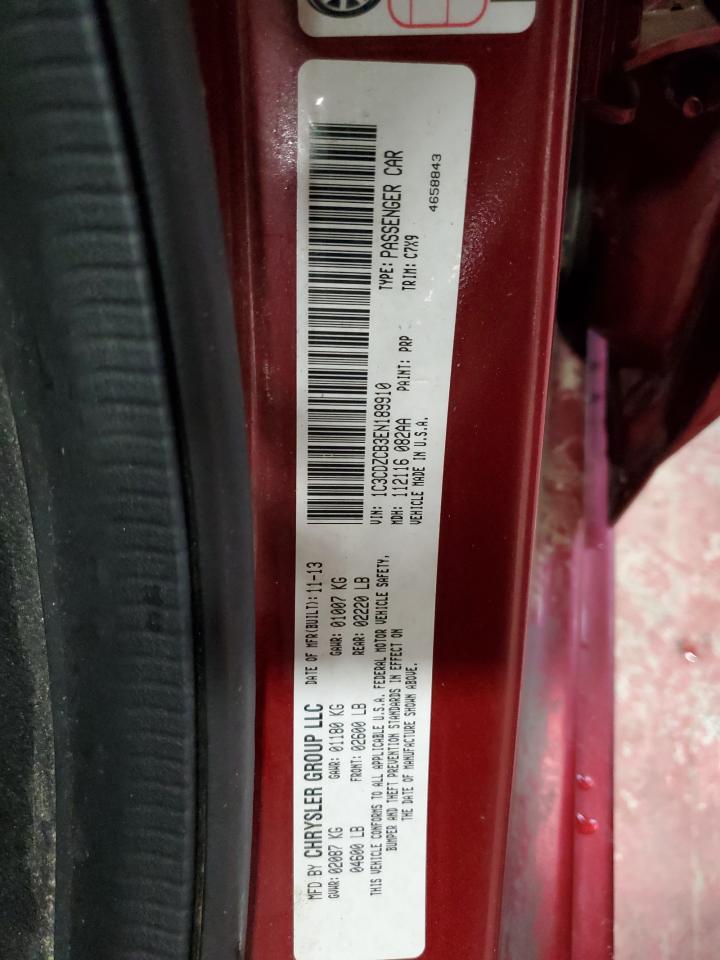 MFD BY CHRYSLER GROUP LLC DATE OF MFR(BUILT): 11-13
GVWR: 02087 KG GAWR: 01180 KG GAWR: 01007 KG
04600 LB FRONT: 02600 LB REAR: 02220 LB
THIS VEHICLE CONFORMS TO ALL APPLICABLE U.S.A. FEDERAL MOTOR VEHICLE SAFETY,
BUMPER AND THEFT PREVENTION STANDARDS IN EFFECT ON
THE DATE OF MANUFACTURE SHOWN ABOVE.
VIN: 1C3CDZCB3EN189910 TYPE: PASSENGER CAR
MDH: 112116 082AA PAINT: PRP TRIM: C7X9
VEHICLE MADE IN U.S.A.
4658843